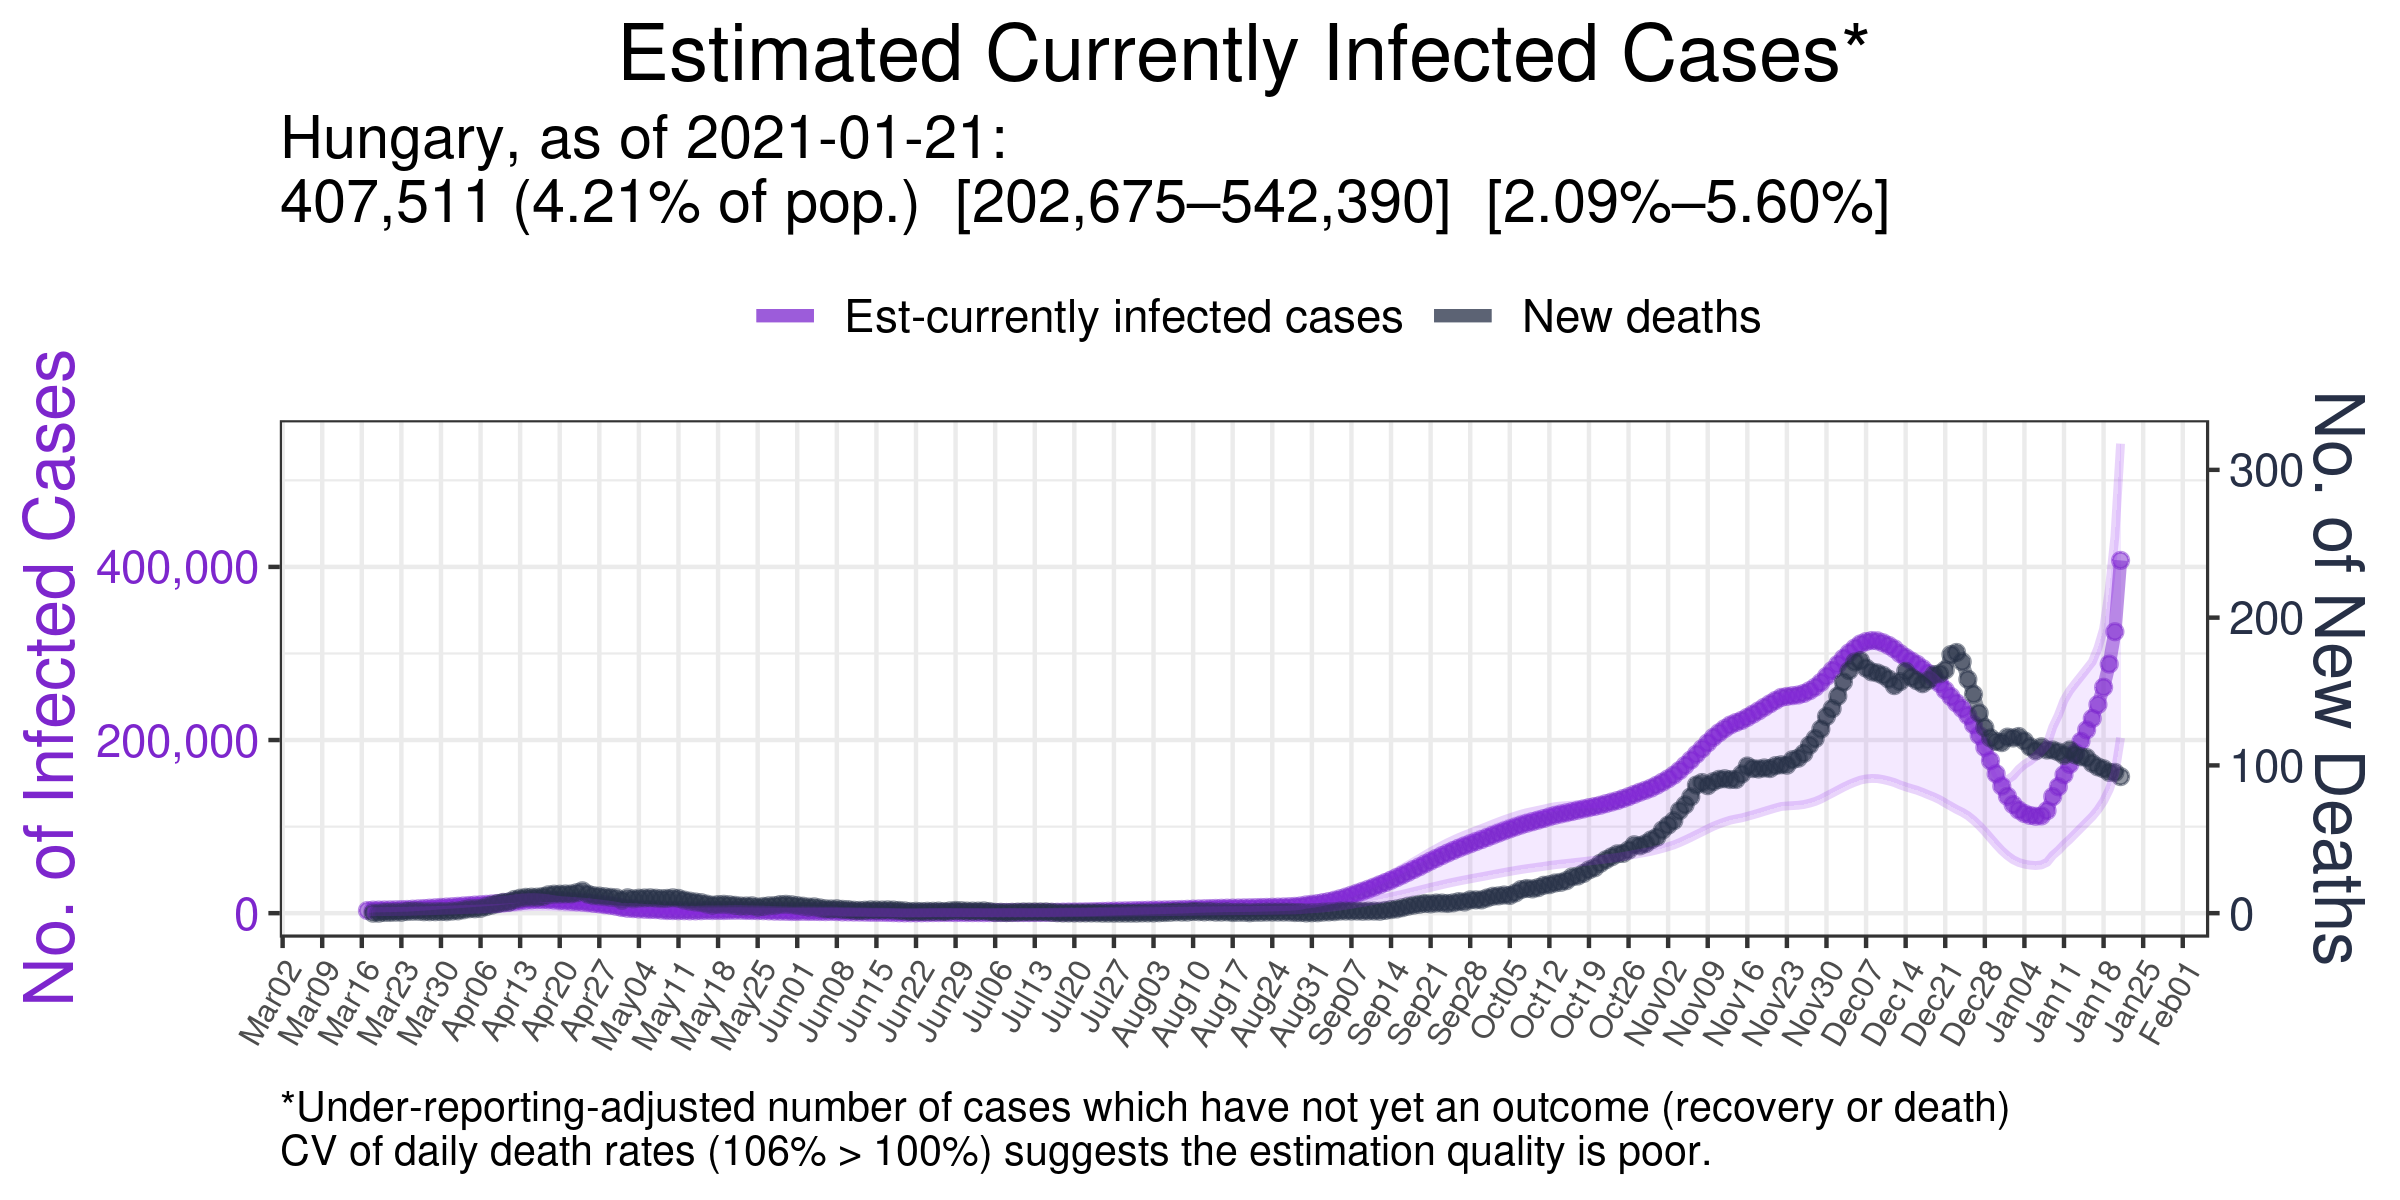 Estimated Currently Infected Cases*
Hungary, as of 2021-01-21:
407,511 (4.21% of pop.)  [202,675–542,390]  [2.09%–5.60%]
Est-currently infected cases
New deaths
No. of Infected Cases
400,000
200,000
0
300
200
100
0
No. of New Deaths
Mar02
Mar09
Mar16
Mar23
Mar30
Apr06
Apr13
Apr20
Apr27
May04
May11
May18
May25
Jun01
Jun08
Jun15
Jun22
Jun29
Jul06
Jul13
Jul20
Jul27
Aug03
Aug10
Aug17
Aug24
Aug31
Sep07
Sep14
Sep21
Sep28
Oct05
Oct12
Oct19
Oct26
Nov02
Nov09
Nov16
Nov23
Nov30
Dec07
Dec14
Dec21
Dec28
Jan04
Jan11
Jan18
Jan25
Feb01
*Under-reporting-adjusted number of cases which have not yet an outcome (recovery or death)
CV of daily death rates (106% > 100%) suggests the estimation quality is poor.